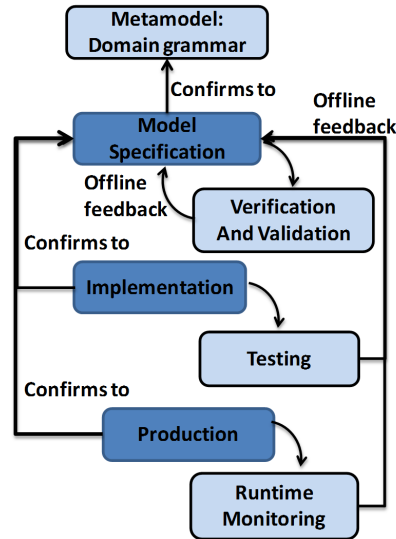 Metamodel:
Domain grammar
Confirms to
Offline
feedback
Model
Specification
Offline
feedback
Verification
And Validation
Confirms to
Implementation
Testing
Confirms to
Production
Runtime
Monitoring